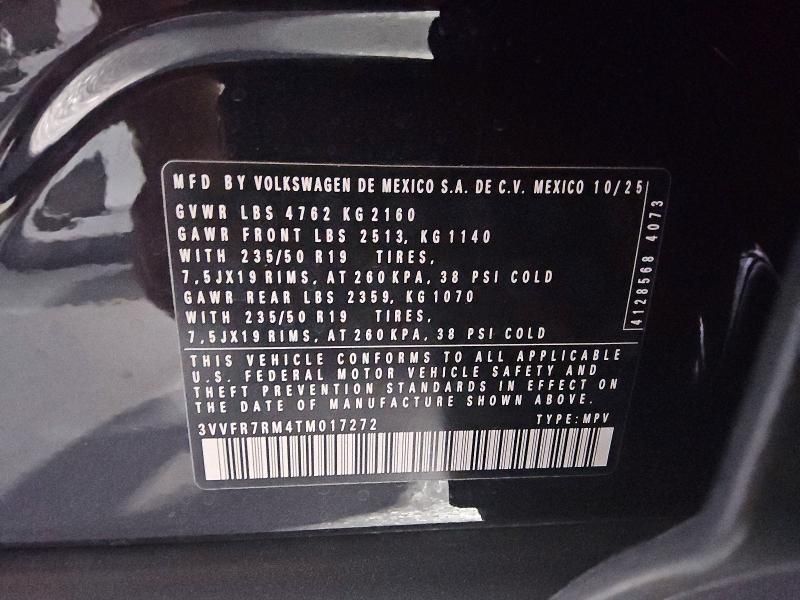 MFD BY VOLKSWAGEN DE MEXICO S.A. DE C.V. MEXICO 10/25
GVWR LBS 4762 KG 2160
GAWR FRONT LBS 2513, KG 1140
WITH 235/50 R19 TIRES,
7,5JX19 RIMS, AT 260 KPA, 38 PSI COLD
GAWR REAR LBS 2359, KG 1070
WITH 235/50 R19 TIRES,
7,5JX19 RIMS, AT 260 KPA, 38 PSI COLD
4128568 4073
THIS VEHICLE CONFORMS TO ALL APPLICABLE
U.S. FEDERAL MOTOR VEHICLE SAFETY AND
THEFT PREVENTION STANDARDS IN EFFECT ON
THE DATE OF MANUFACTURE SHOWN ABOVE.
3VVFR7RM4TM017272 TYPE: MPV